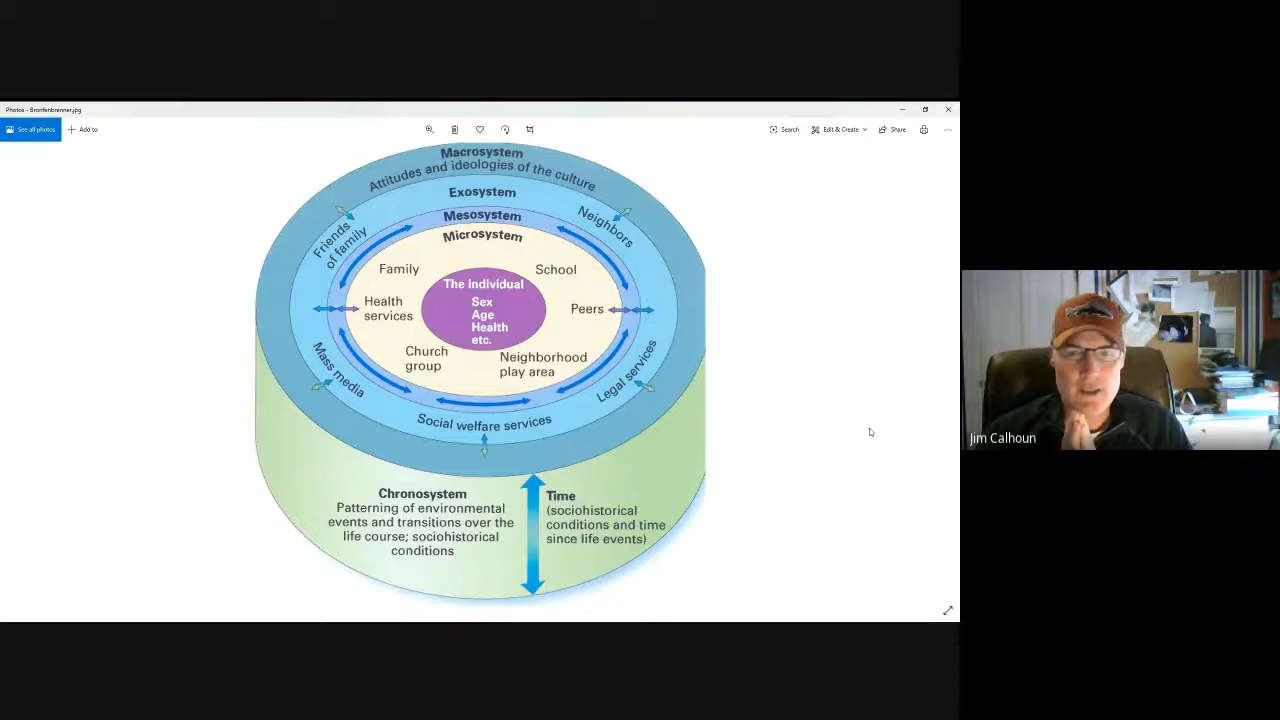 Photos - Bronfenbrenner.jpg
See all photos
Add to
Search
Edit & Create
Share
Macrosystem
Attitudes and ideologies of the culture
Exosystem
Mesosystem
Microsystem
Friends
of family
Neighbors
Family
School
The individual
Sex
Age
Health
etc.
Health
services
Peers
Church
group
Neighborhood
play area
Mass media
Legal services
Social welfare services
Chronosystem
Patterning of environmental
events and transitions over the
life course; sociohistorical
conditions
Time
(sociohistorical
conditions and time
since life events)
Jim Calhoun